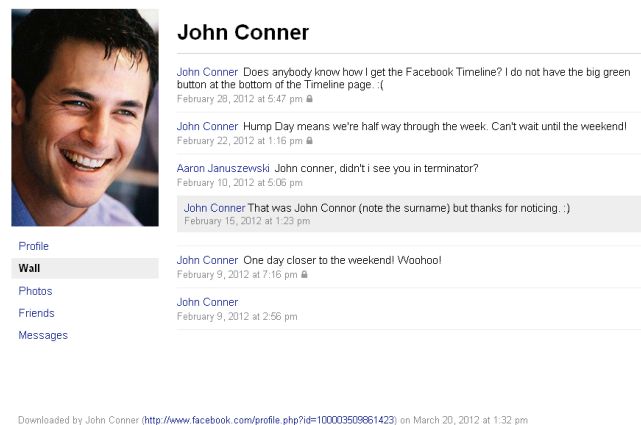 John Conner
John Conner Does anybody know how I get the Facebook Timeline? I do not have the big green
button at the bottom of the Timeline page. :(
February 28, 2012 at 5:47 pm
John Conner Hump Day means we're half way through the week. Can't wait until the weekend!
February 22, 2012 at 1:16 pm
Aaron Januszewski John conner, didn't i see you in terminator?
February 10, 2012 at 5:06 pm
John Conner That was John Connor (note the surname) but thanks for noticing. :)
February 15, 2012 at 1:23 pm
John Conner One day closer to the weekend! Woohoo!
February 9, 2012 at 7:16 pm
John Conner
February 9, 2012 at 2:56 pm
Profile
Wall
Photos
Friends
Messages
Downloaded by John Conner (http://www.facebook.com/profile.php?id=100003509861423) on March 20, 2012 at 1:32 pm